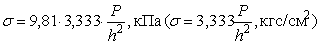 σ = 9,81·3,333·P/h², кПа (σ = 3,333 P/h², кгс/см²)